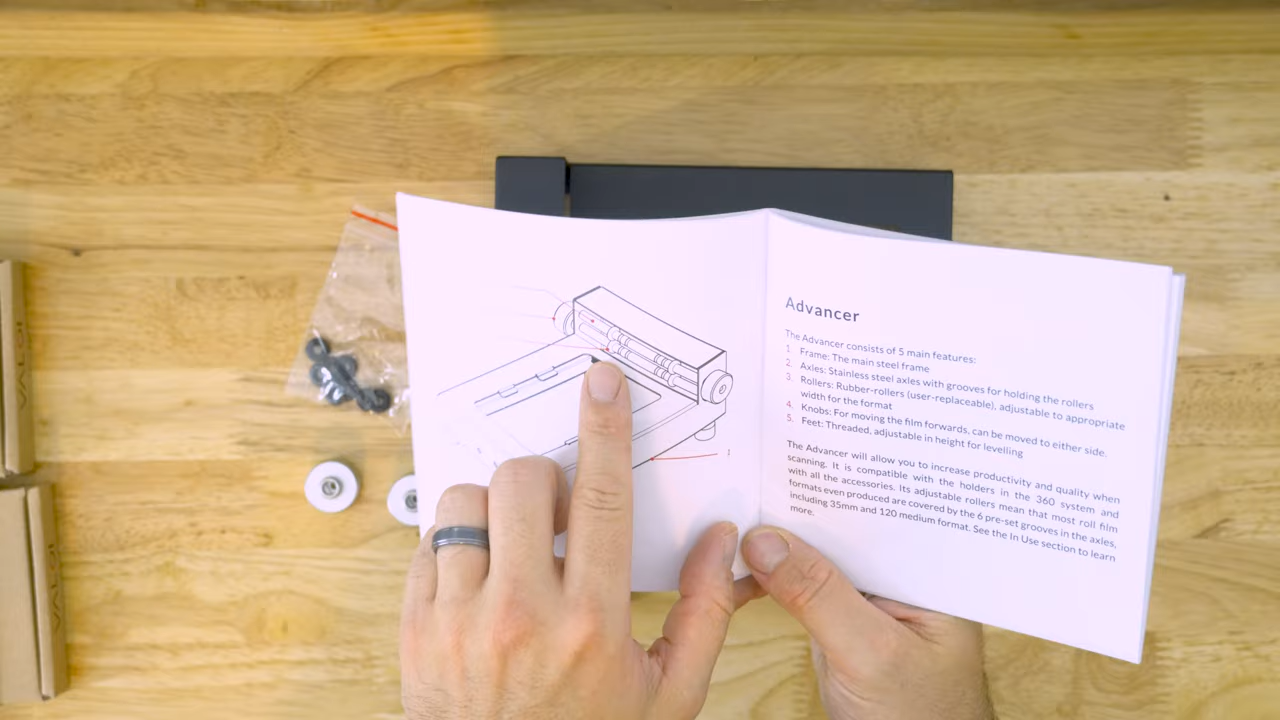 Advancer
The Advancer consists of 5 main features:
1. Frame: The main steel frame
2. Axles: Stainless steel axles with grooves for holding the rollers
3. Rollers: Rubber-rollers (user-replaceable), adjustable to appropriate
width for the format
4. Knobs: For moving the film forwards, can be moved to either side.
5. Feet: Threaded, adjustable in height for levelling
The Advancer will allow you to increase productivity and quality when
scanning. It is compatible with the holders in the 360 system and
with all the accessories. Its adjustable rollers mean that most roll film
formats even produced are covered by the 6 pre-set grooves in the axles,
including 35mm and 120 medium format. See the In Use section to learn
more.
1
VALOI
VALOI